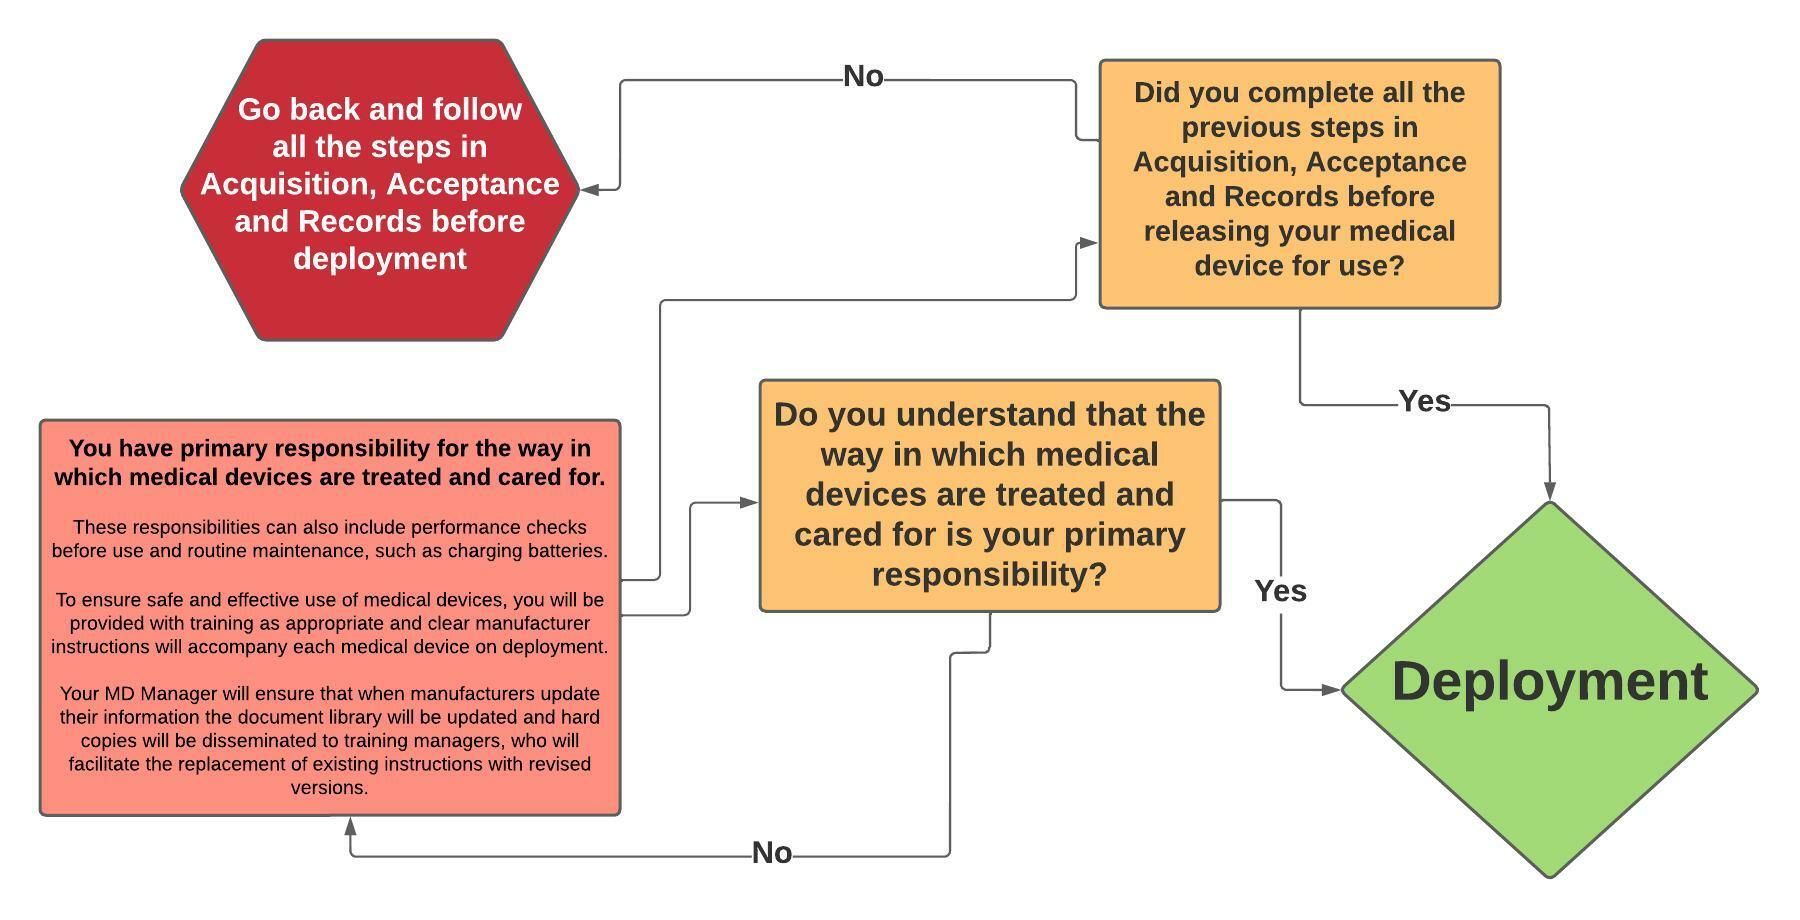 Go back and follow
all the steps in
Acquisition, Acceptance
and Records before
deployment
No
Did you complete all the
previous steps in
Acquisition, Acceptance
and Records before
releasing your medical
device for use?
Yes
You have primary responsibility for the way in
which medical devices are treated and cared for.
These responsibilities can also include performance checks
before use and routine maintenance, such as charging batteries.
To ensure safe and effective use of medical devices, you will be
provided with training as appropriate and clear manufacturer
instructions will accompany each medical device on deployment.
Your MD Manager will ensure that when manufacturers update
their information the document library will be updated and hard
copies will be disseminated to training managers, who will
facilitate the replacement of existing instructions with revised
versions.
Do you understand that the
way in which medical
devices are treated and
cared for is your primary
responsibility?
Yes
Deployment
No